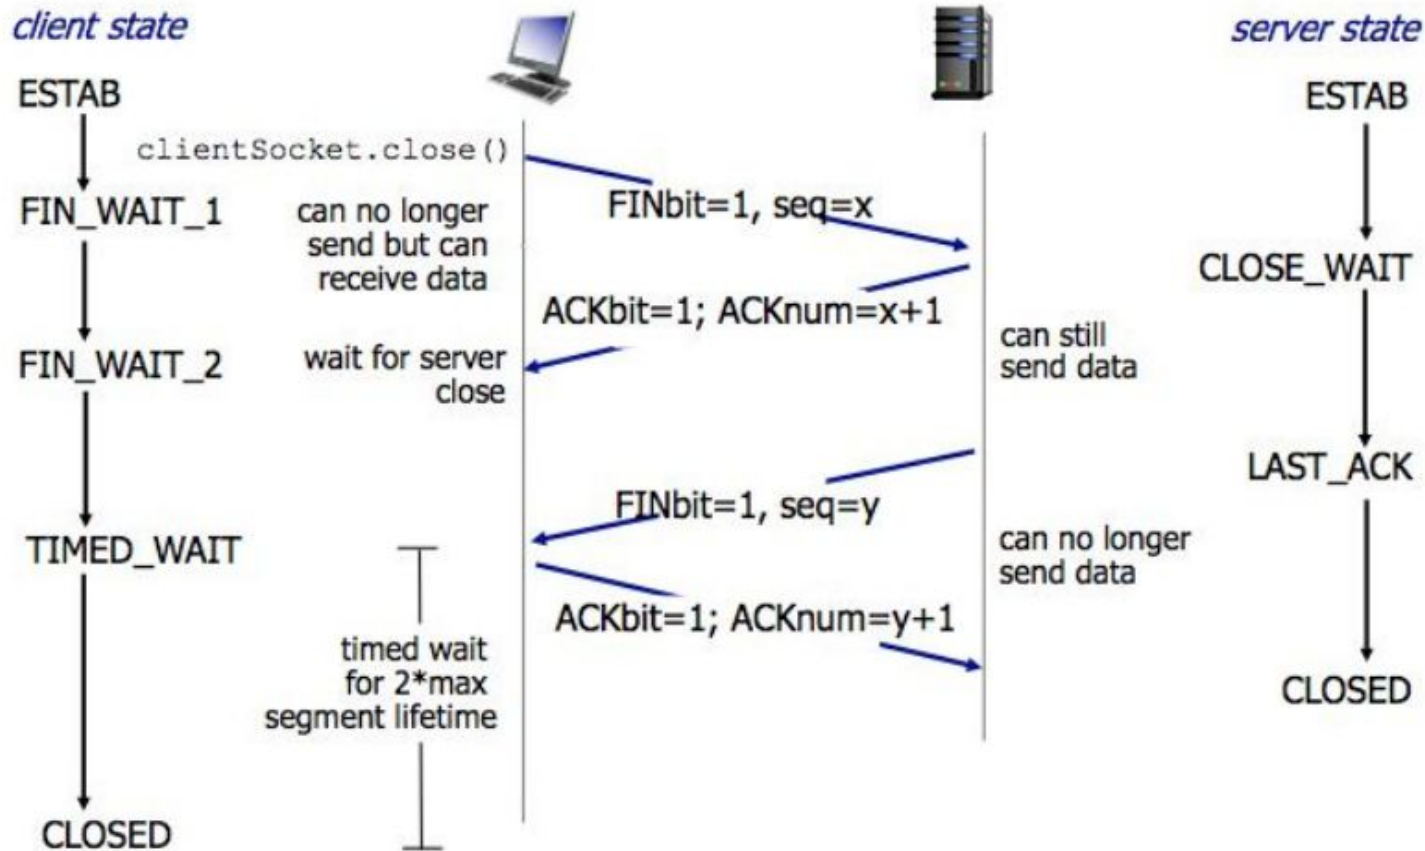 client state
server state
ESTAB
ESTAB
clientSocket.close()
FIN_WAIT_1
can no longer
send but can
receive data
FINbit=1, seq=x
CLOSE_WAIT
ACKbit=1; ACKnum=x+1
FIN_WAIT_2
wait for server
close
can still
send data
LAST_ACK
FINbit=1, seq=y
TIMED_WAIT
can no longer
send data
ACKbit=1; ACKnum=y+1
timed wait
for 2*max
segment lifetime
CLOSED
CLOSED